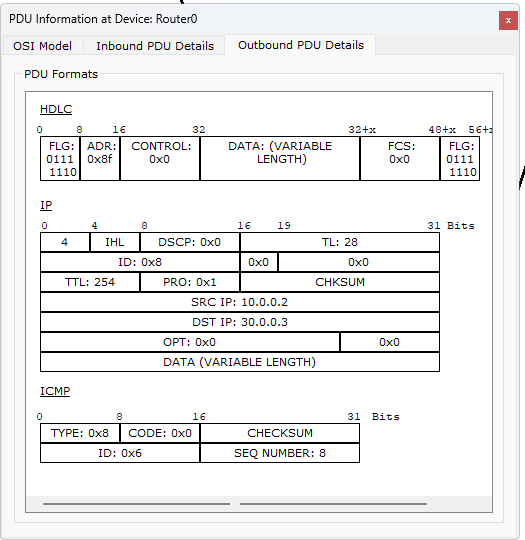 PDU Information at Device: Router0
x
OSI Model Inbound PDU Details Outbound PDU Details
PDU Formats
HDLC
0 8 16 32 32+x 48+x 56+x
FLG: ADR: CONTROL: DATA: (VARIABLE FCS: FLG:
0111 0x8f 0x0 LENGTH) 0x0 0111
1110 1110
IP
0 4 8 16 19 31 Bits
4 IHL DSCP: 0x0 TL: 28
ID: 0x8 0x0 0x0
TTL: 254 PRO: 0x1 CHKSUM
SRC IP: 10.0.0.2
DST IP: 30.0.0.3
OPT: 0x0 0x0
DATA (VARIABLE LENGTH)
ICMP
0 8 16 31 Bits
TYPE: 0x8 CODE: 0x0 CHECKSUM
ID: 0x6 SEQ NUMBER: 8